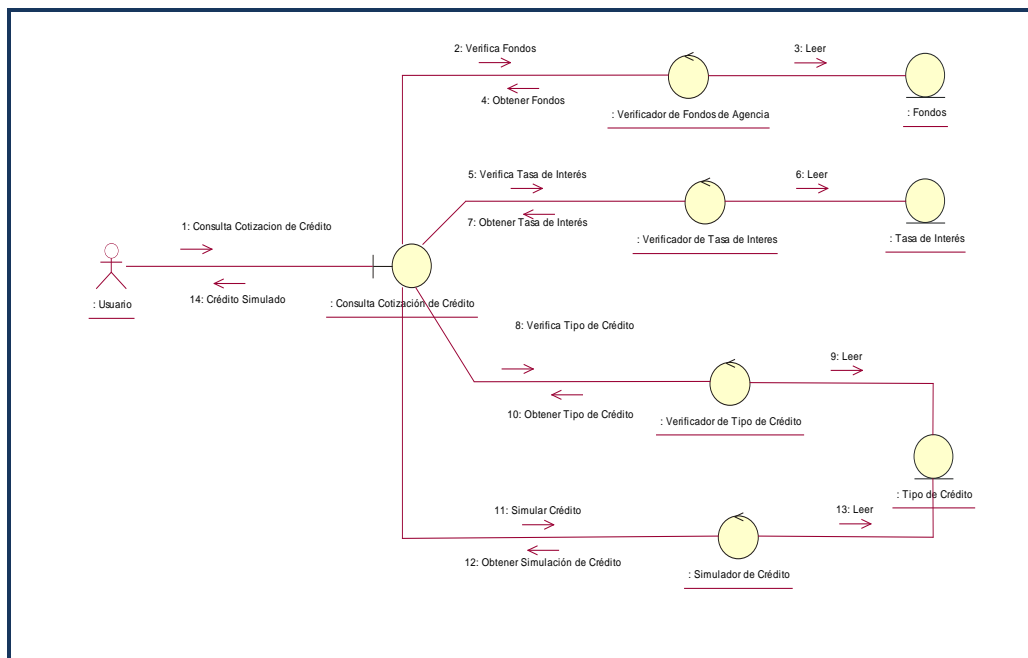 2: Verifica Fondos
3: Leer
4: Obtener Fondos
: Verificador de Fondos de Agencia
: Fondos
5: Verifica Tasa de Interés
6: Leer
7: Obtener Tasa de Interés
: Verificador de Tasa de Interes
: Tasa de Interés
1: Consulta Cotizacion de Crédito
14: Crédito Simulado
: Usuario
: Consulta Cotización de Crédito
8: Verifica Tipo de Crédito
9: Leer
10: Obtener Tipo de Crédito
: Verificador de Tipo de Crédito
: Tipo de Crédito
11: Simular Crédito
13: Leer
12: Obtener Simulación de Crédito
: Simulador de Crédito